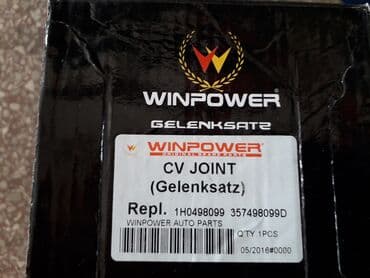 WINPOWER
GELENKSATZ
WINPOWER
ORIGINAL SPARE PARTS
CV JOINT
(Gelenksatz)
Repl. 1H0498099 357498099D
WINPOWER AUTO PARTS
Q'TY 1PCS
05/2016#0000